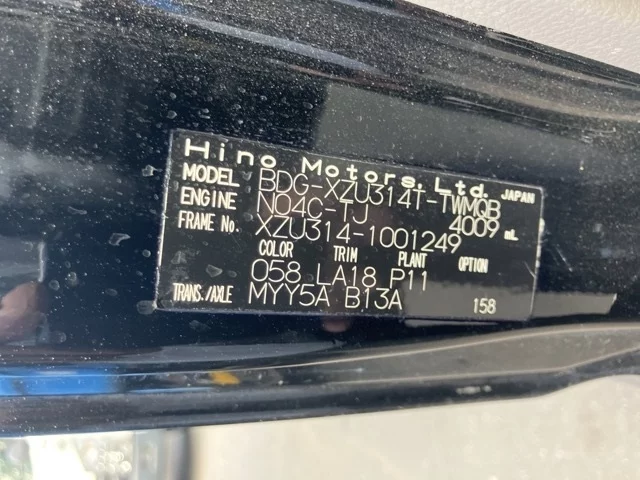 Hino Motors,Ltd. JAPAN
MODEL BDG-XZU314T-TWMQB
ENGINE N04C-TJ 4009 mL
FRAME No. XZU314-1001249
COLOR TRIM PLANT OPTION
058 LA18 P11
TRANS./AXLE MYY5A B13A 158